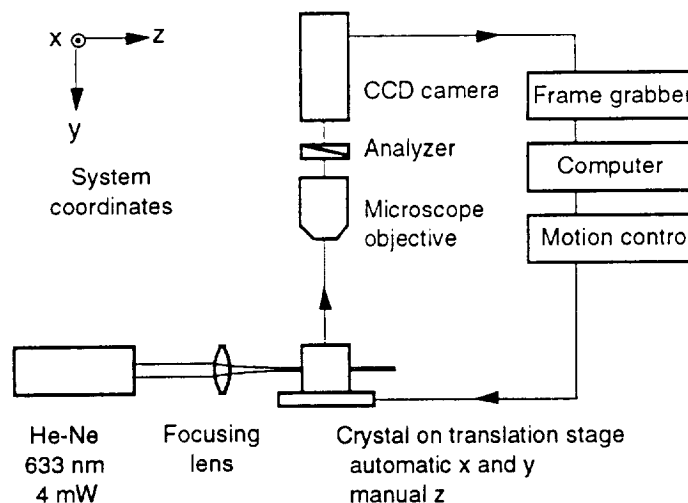 x
z
y
System
coordinates
CCD camera
Analyzer
Microscope
objective
Frame grabber
Computer
Motion control
He-Ne
633 nm
4 mW
Focusing
lens
Crystal on translation stage
automatic x and y
manual z